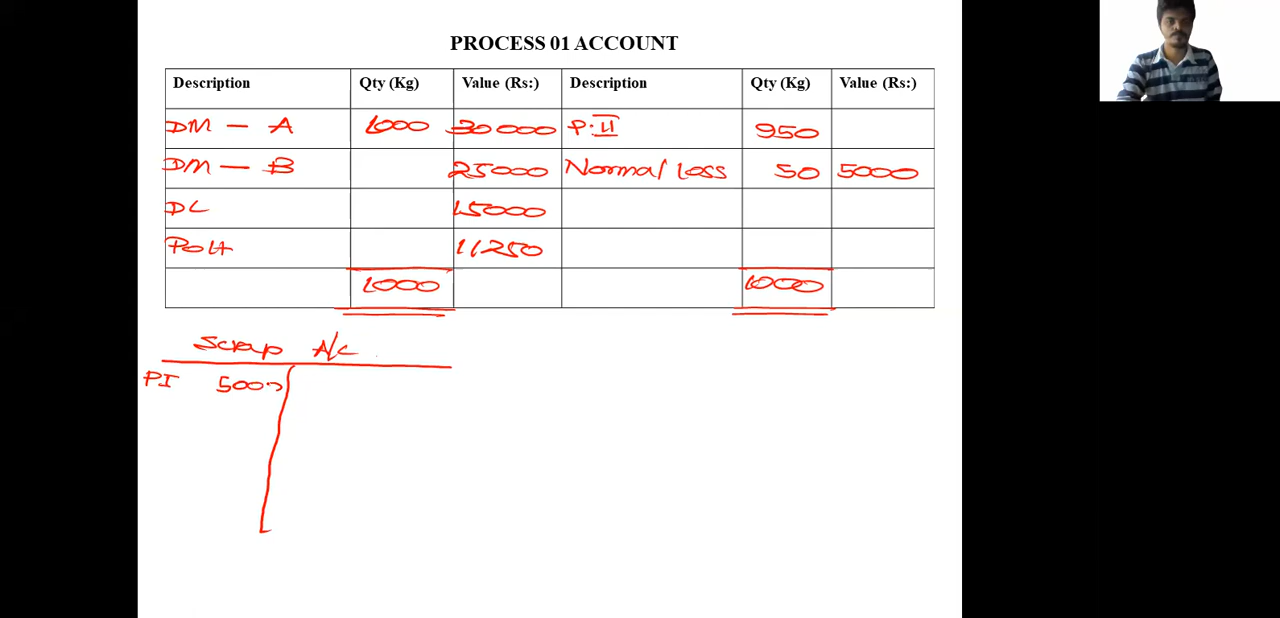 PROCESS 01 ACCOUNT
Description Qty (Kg) Value (Rs:) Description Qty (Kg) Value (Rs:)
DM - A 1000 30000 P.II 950
DM - B 25000 Normal Loss 50 5000
DL 15000
POH 11250
1000 1000
Scrap A/C
PI 5000